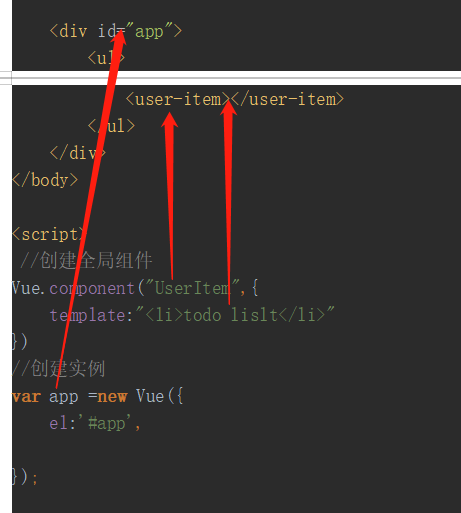 <div id="app">
<ul>
<user-item></user-item>
</ul>
</div>
</body>
<script>
//创建全局组件
Vue.component("UserItem",{
template:"<li>todo lislt</li>"
})
//创建实例
var app =new Vue({
el:'#app',
});